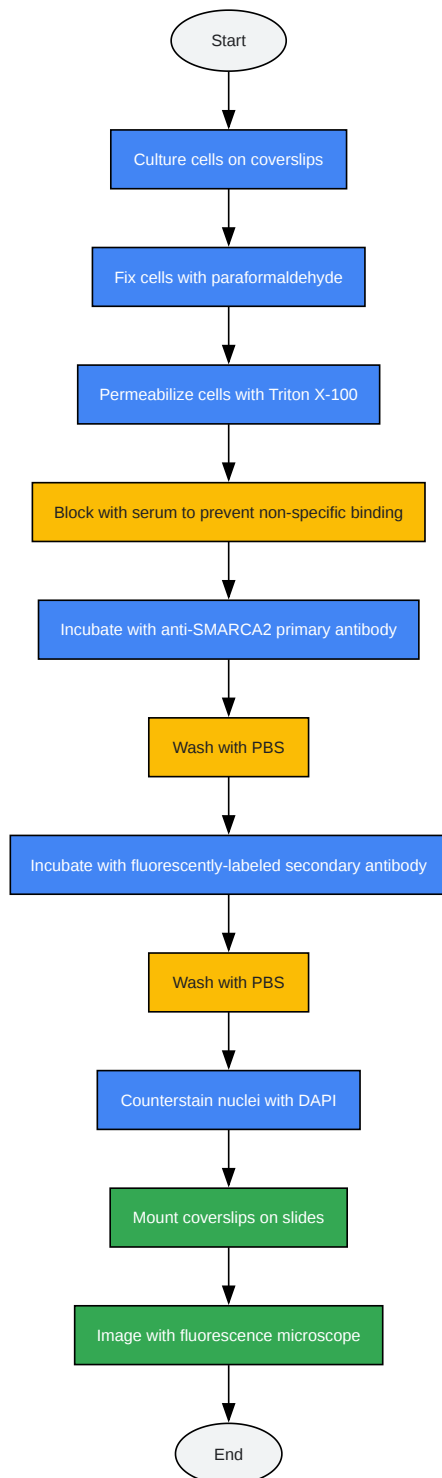 Start
Culture cells on coverslips
Fix cells with paraformaldehyde
Permeabilize cells with Triton X-100
Block with serum to prevent non-specific binding
Incubate with anti-SMARCA2 primary antibody
Wash with PBS
Incubate with fluorescently-labeled secondary antibody
Wash with PBS
Counterstain nuclei with DAPI
Mount coverslips on slides
Image with fluorescence microscope
End